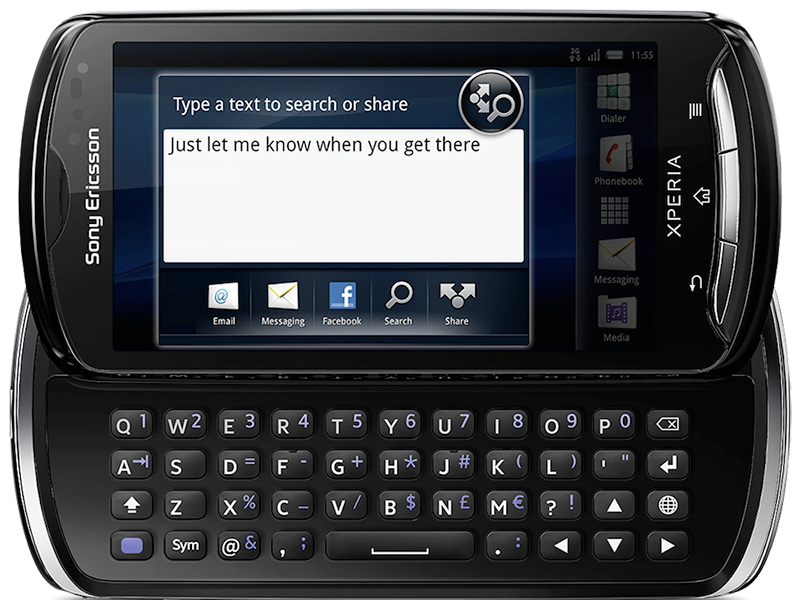 Sony Ericsson
3G 11:55
Type a text to search or share
Just let me know when you get there
Email Messaging Facebook Search Share
Dialer
Phonebook
Messaging
Media
XPERIA
Q 1 W 2 E 3 R 4 T 5 Y 6 U 7 I 8 O 9 P 0
A S D = F - G + H * J # K ( L ) ' "
Z X % C _ V / B $ N £ M € ? !
Sym @ & , ; . :